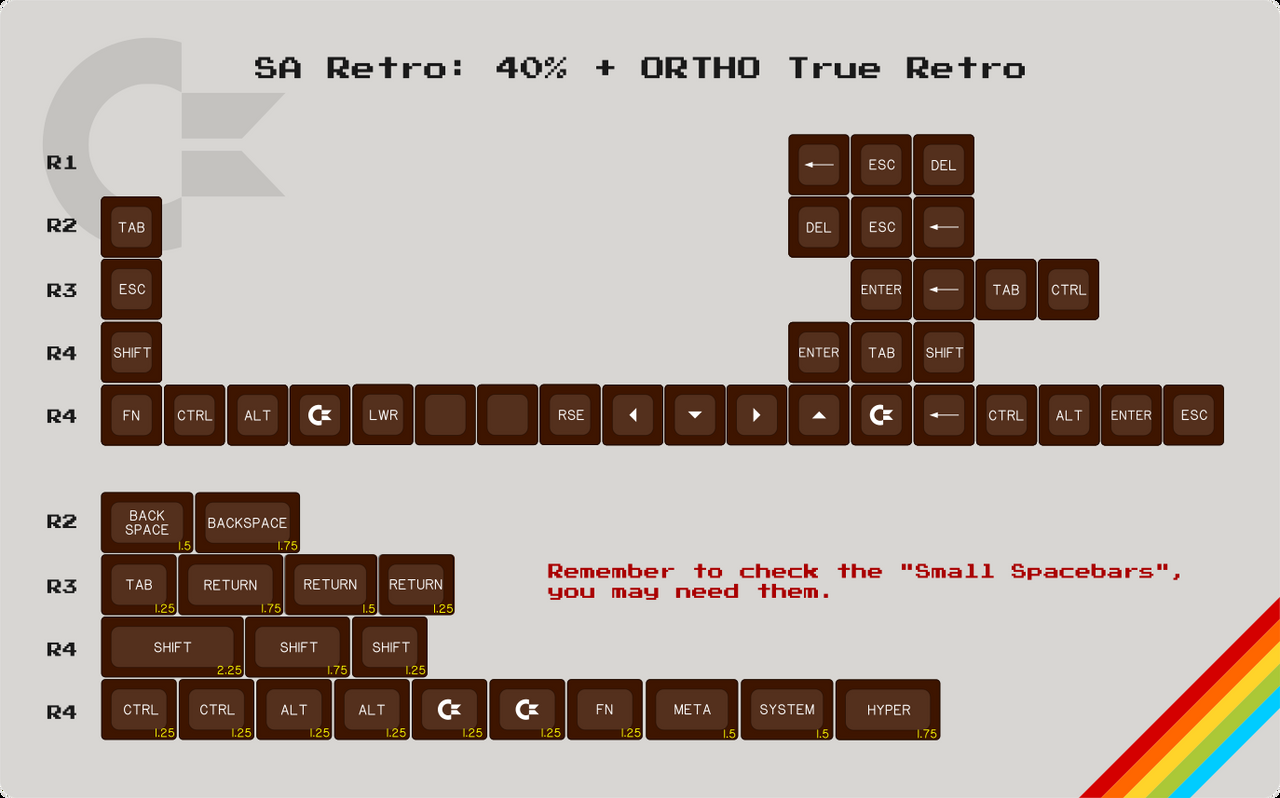 SA Retro: 40% + ORTHO True Retro
R1 ESC DEL
R2 TAB DEL ESC
R3 ESC ENTER TAB CTRL
R4 SHIFT ENTER TAB SHIFT
R4 FN CTRL ALT LWR RSE CTRL ALT ENTER ESC
R2 BACK SPACE 1.5 BACKSPACE 1.75
R3 TAB 1.25 RETURN 1.75 RETURN 1.5 RETURN 1.25
Remember to check the "Small Spacebars",
you may need them.
R4 SHIFT 2.25 SHIFT 1.75 SHIFT 1.25
R4 CTRL 1.25 CTRL 1.25 ALT 1.25 ALT 1.25 1.25 1.25 FN 1.25 META 1.5 SYSTEM 1.5 HYPER 1.75